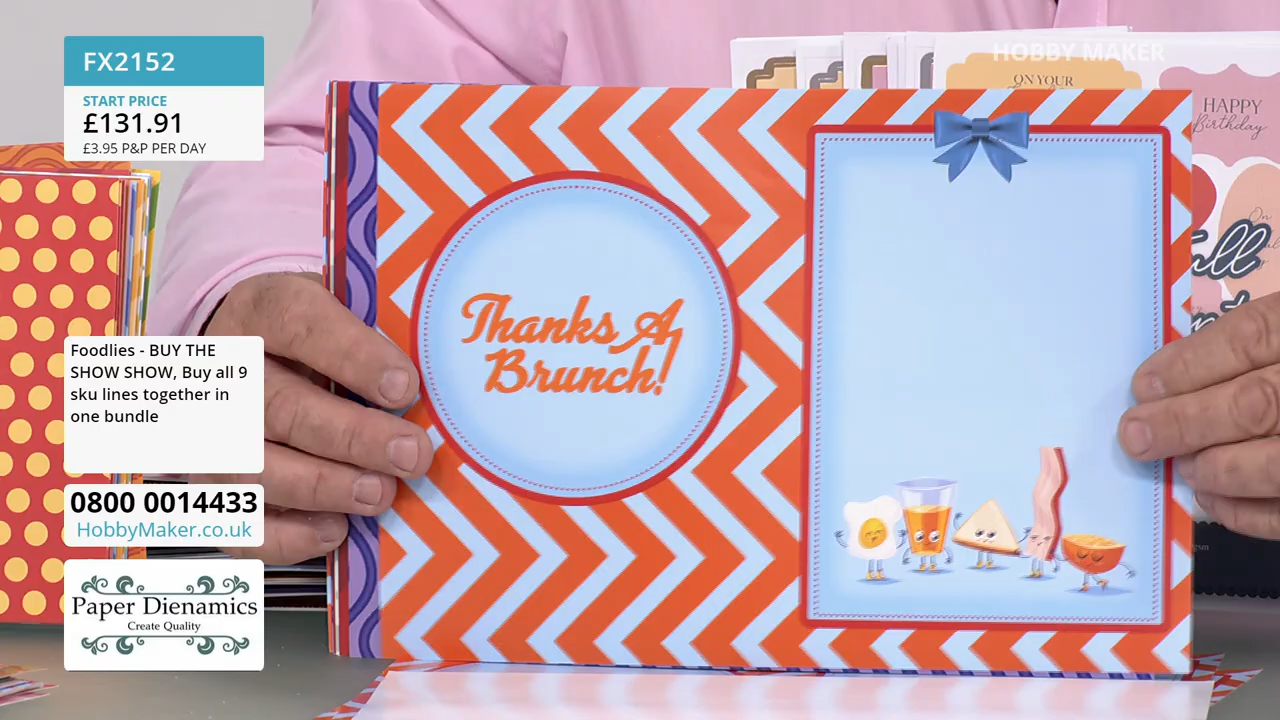 FX2152
START PRICE
£131.91
£3.95 P&P PER DAY
Foodlies - BUY THE
SHOW SHOW, Buy all 9
sku lines together in
one bundle
0800 0014433
HobbyMaker.co.uk
Paper Dienamics
Create Quality
HOBBY MAKER
Thanks A
Brunch!
ON YOUR
HAPPY
Birthday
On